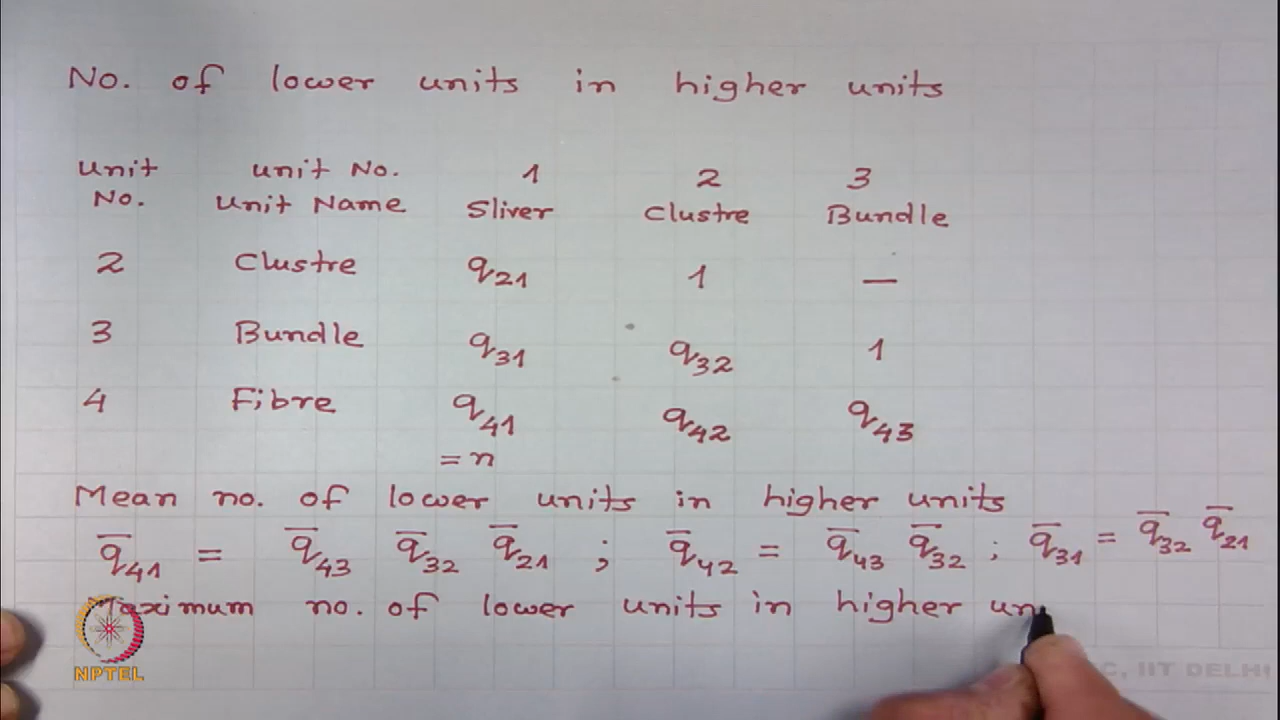 No. of lower units in higher units
Unit unit No. 1 2 3
No. Unit Name Sliver Clustre Bundle
2 Clustre q21 1 —
3 Bundle q31 q32 1
4 Fibre q41 q42 q43
= n
Mean no. of lower units in higher units
q̅41 = q̅43 q̅32 q̅21 ; q̅42 = q̅43 q̅32 ; q̅31 = q̅32 q̅21
Maximum no. of lower units in higher un
NPTEL
C, IIT DELHI